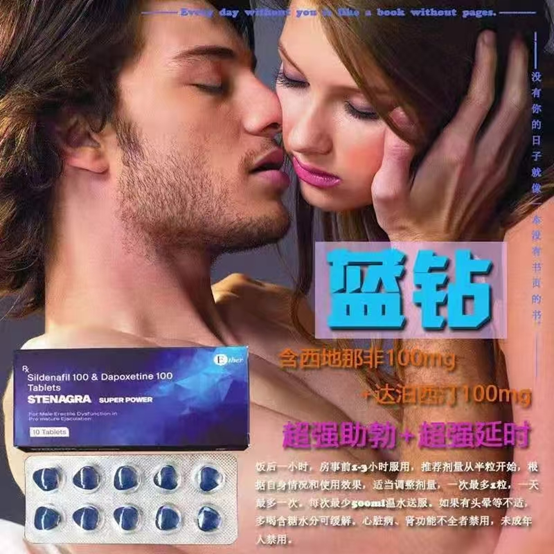 Every day without you is like a book without pages.
没有你的日子就像一本没有书页的书。
蓝钻
含西地那非100mg
+达泊西汀100mg
超强助勃+超强延时
Esther
Rx
Sildenafil 100 & Dapoxetine 100
Tablets
STENAGRA SUPER POWER
For Male Erectile Dysfunction in
Pre-mature Ejaculation
10 Tablets
饭后一小时，房事前1-3小时服用，推荐剂量从半粒开始，根
据自身情况和使用效果，适当调整剂量，一次最多1粒，一天
最多一次。每次最少500ml温水送服。如果有头晕等不适，
多喝含糖水分可缓解。心脏病、肾功能不全者禁用，未成年
人禁用。